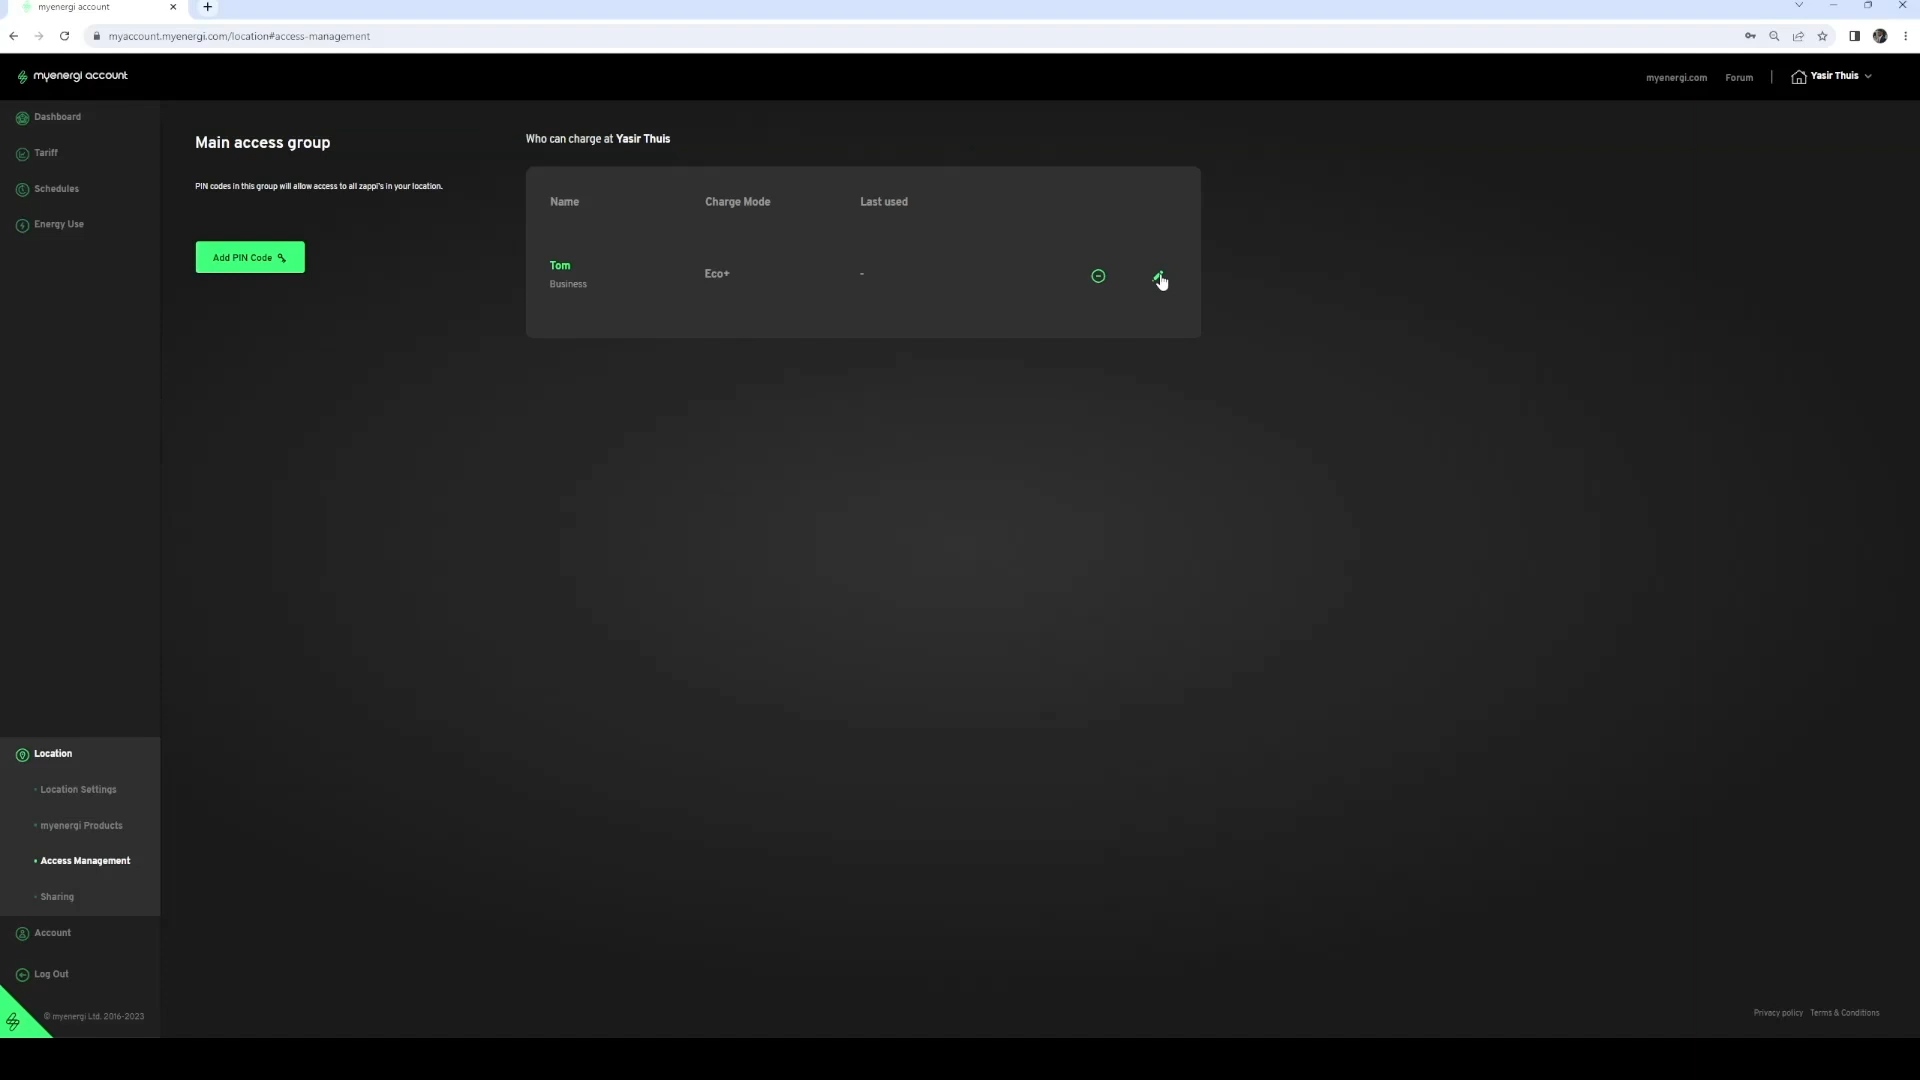 myenergi account
myaccount.myenergi.com/location#access-management
myenergi account
myenergi.com
Forum
Yasir Thuis
Dashboard
Tariff
Schedules
Energy Use
Main access group
PIN codes in this group will allow access to all zappi's in your location.
Add PIN Code
Who can charge at Yasir Thuis
Name Charge Mode Last used
Tom
Business
Eco+
-
Location
Location Settings
myenergi Products
Access Management
Sharing
Account
Log Out
© myenergi Ltd. 2016-2023
Privacy policy Terms & Conditions